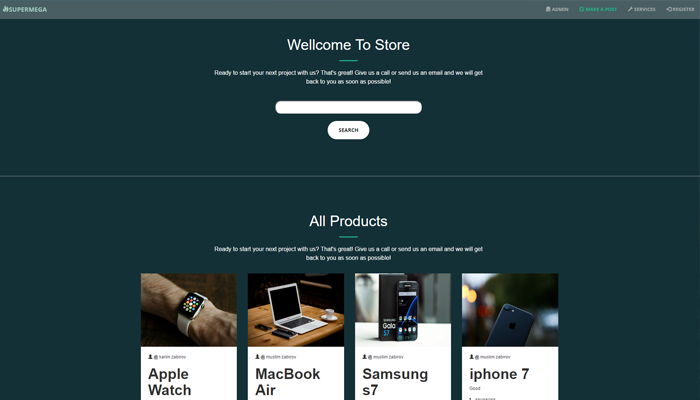 SUPERMEGA
ADMIN
MAKE A POST
SERVICES
REGISTER
Wellcome To Store
Ready to start your next project with us? That's great! Give us a call or send us an email and we will get
back to you as soon as possible!
SEARCH
All Products
Ready to start your next project with us? That's great! Give us a call or send us an email and we will get
back to you as soon as possible!
SAMSUNG
Gala
S7
@ karim zabirov
@ muslim zabirov
@ muslim zabirov
@ muslim zabirov
Apple
Watch
MacBook
Air
Samsung
s7
iphone 7
Good